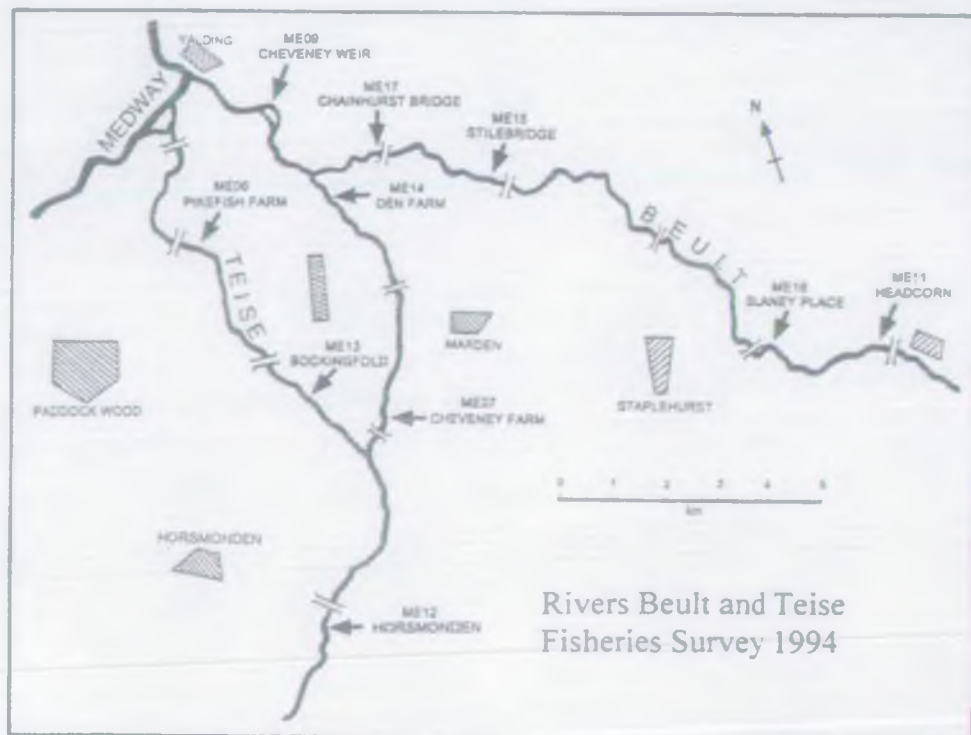 YALDING
ME09
CHEVENEY WEIR
ME17
CHAINHURST BRIDGE
ME15
STILEBRIDGE
N
MEDWAY
ME06
PIKEFISH FARM
ME14
DEN FARM
TEISE
BEULT
ME11
HEADCORN
ME16
SLANEY PLACE
MARDEN
ME13
BOCKINGFOLD
PADDOCK WOOD
ME07
CHEVENEY FARM
STAPLEHURST
0 1 2 3 4 5
km
HORSMONDEN
ME12
HORSMONDEN
Rivers Beult and Teise
Fisheries Survey 1994